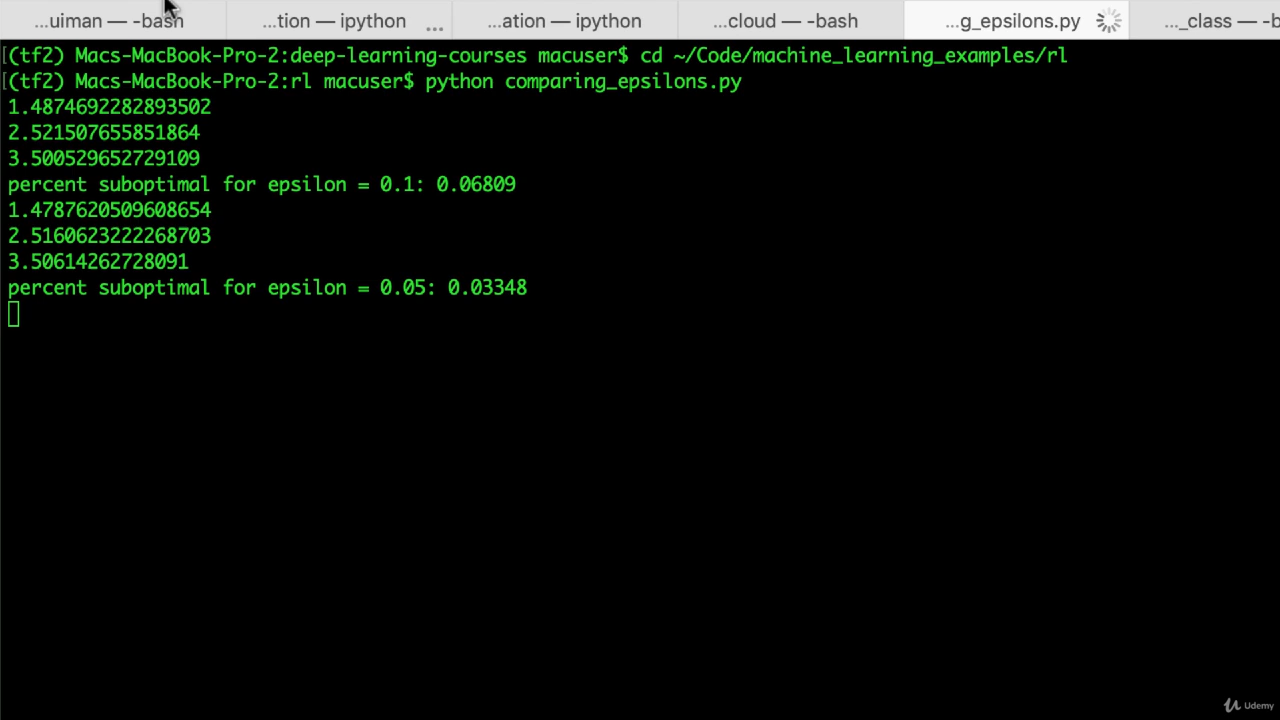 ...uiman — -bash ...tion — ipython ... ...ation — ipython ...cloud — -bash ...g_epsilons.py ..._class — -b
[(tf2) Macs-MacBook-Pro-2:deep-learning-courses macuser$ cd ~/Code/machine_learning_examples/rl
[(tf2) Macs-MacBook-Pro-2:rl macuser$ python comparing_epsilons.py
1.4874692282893502
2.521507655851864
3.500529652729109
percent suboptimal for epsilon = 0.1: 0.06809
1.4787620509608654
2.5160623222268703
3.50614262728091
percent suboptimal for epsilon = 0.05: 0.03348
Udemy